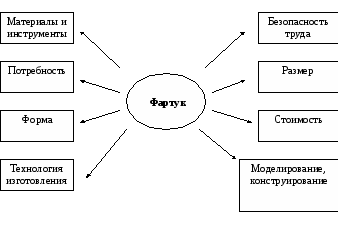 Материалы и
инструменты
Безопасность
труда
Потребность
Размер
Фартук
Форма
Стоимость
Технология
изготовления
Моделирование,
конструирование